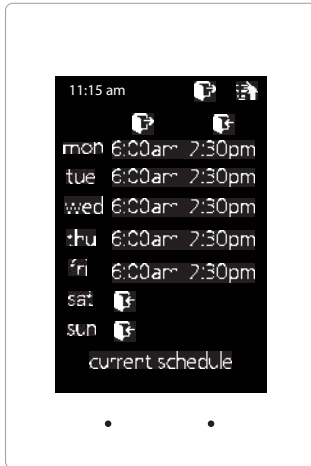 11:15 am
mon 6:00am 2:30pm
tue 6:00am 2:30pm
wed 6:00am 2:30pm
thu 6:00am 2:30pm
fri 6:00am 2:30pm
sat
sun
current schedule